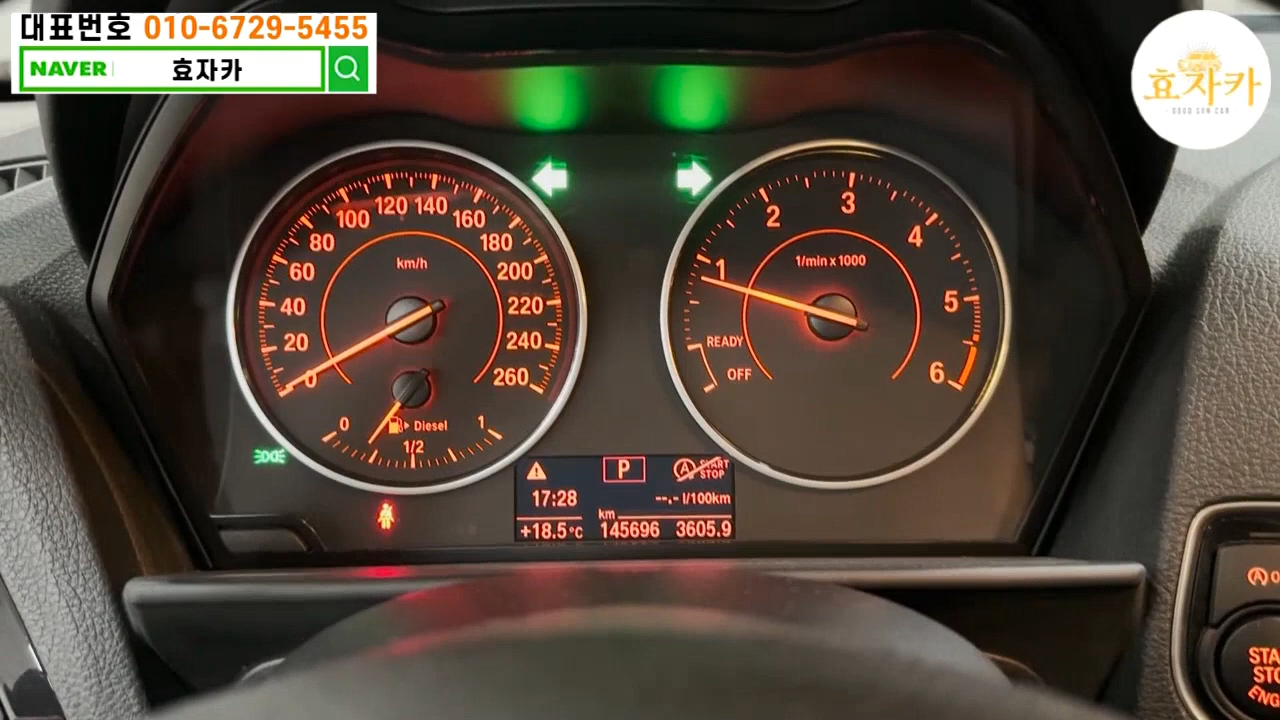 대표번호 010-6729-5455
NAVER 효자카
효자카
GOOD SON CAR
100 120 140 160
80 180
60 200
40 220
20 240
0 260
km/h
0 Diesel 1
1/2
1 2 3 4 5 6
1/min x 1000
READY
OFF
P
A START STOP
17:28 --.- l/100km
km
+18.5°C 145696 3605.9
A O
STA
STO
ENG